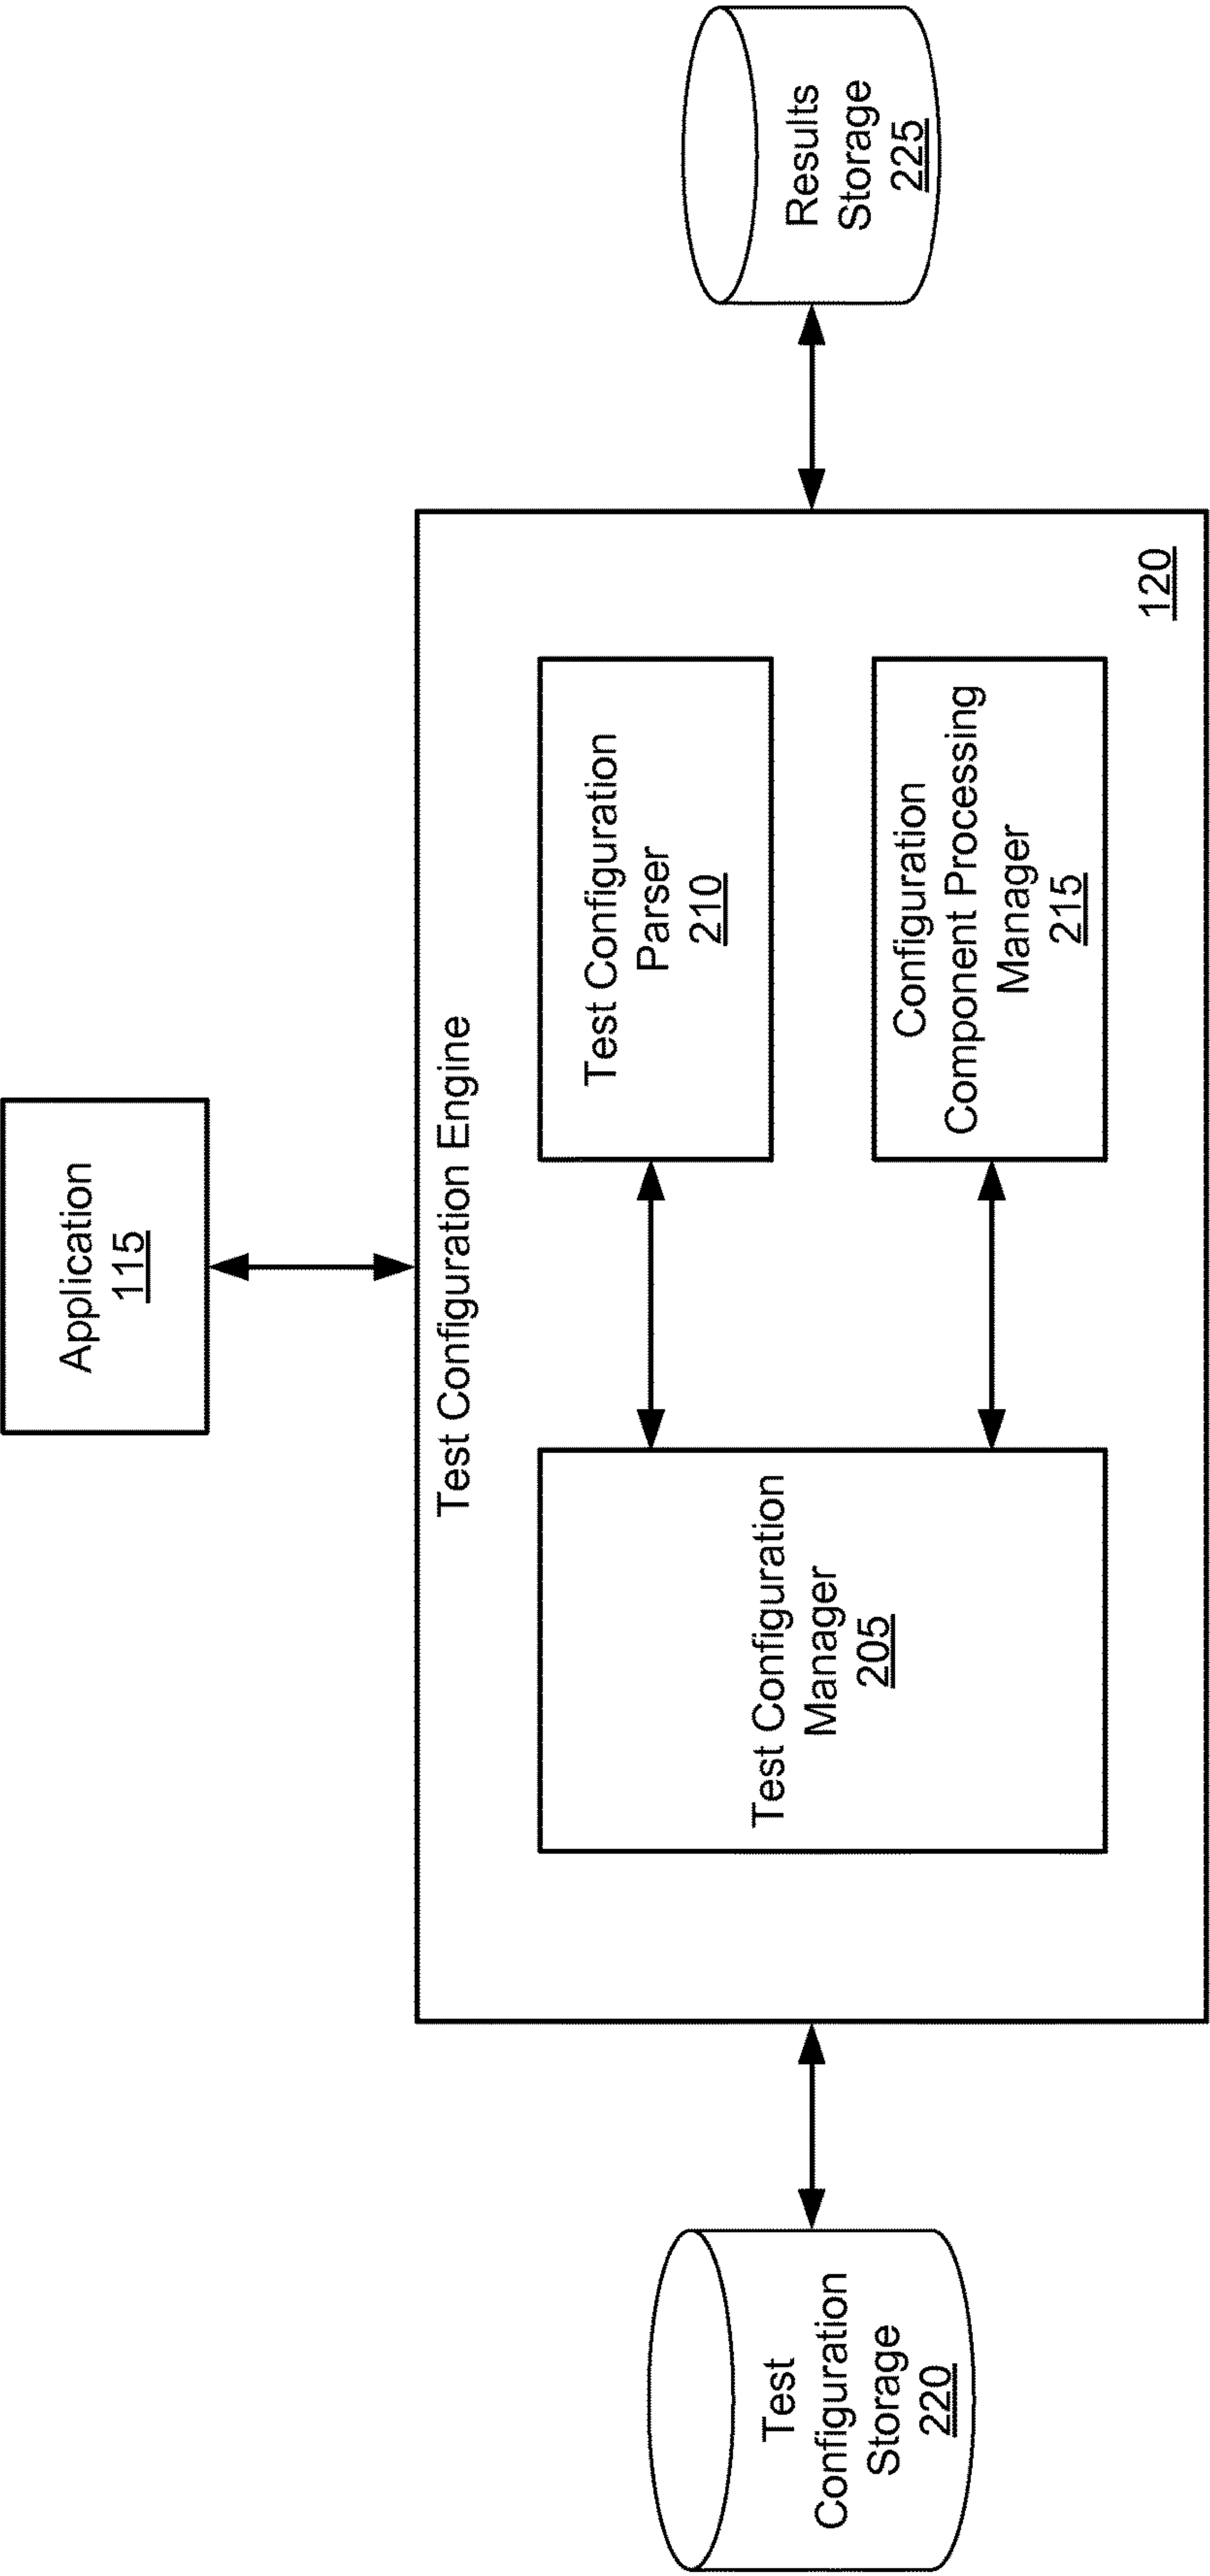 Application
115
Test Configuration Engine
Test
Configuration
Storage
220
Test Configuration
Manager
205
Test Configuration
Parser
210
Configuration
Component Processing
Manager
215
120
Results
Storage
225